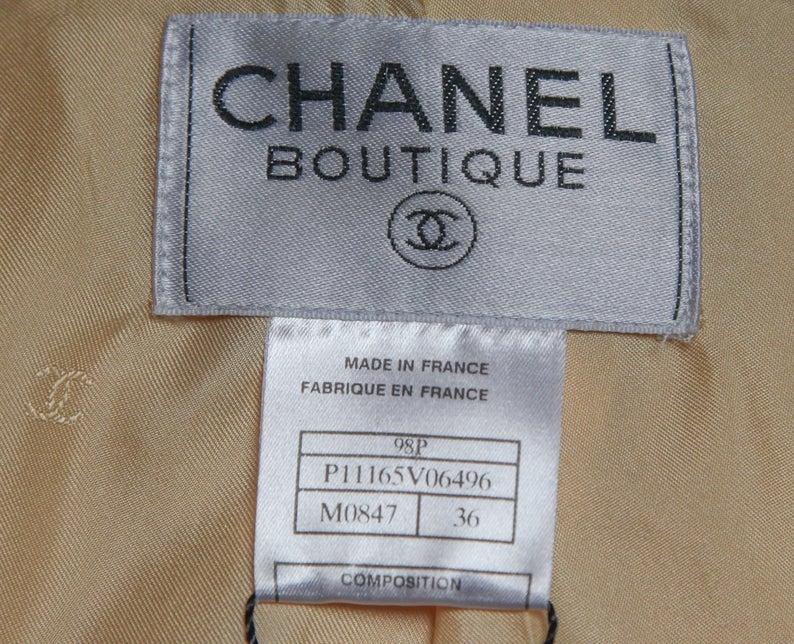 CHANEL
BOUTIQUE
MADE IN FRANCE
FABRIQUE EN FRANCE
98P
P11165V06496
M0847 36
COMPOSITION